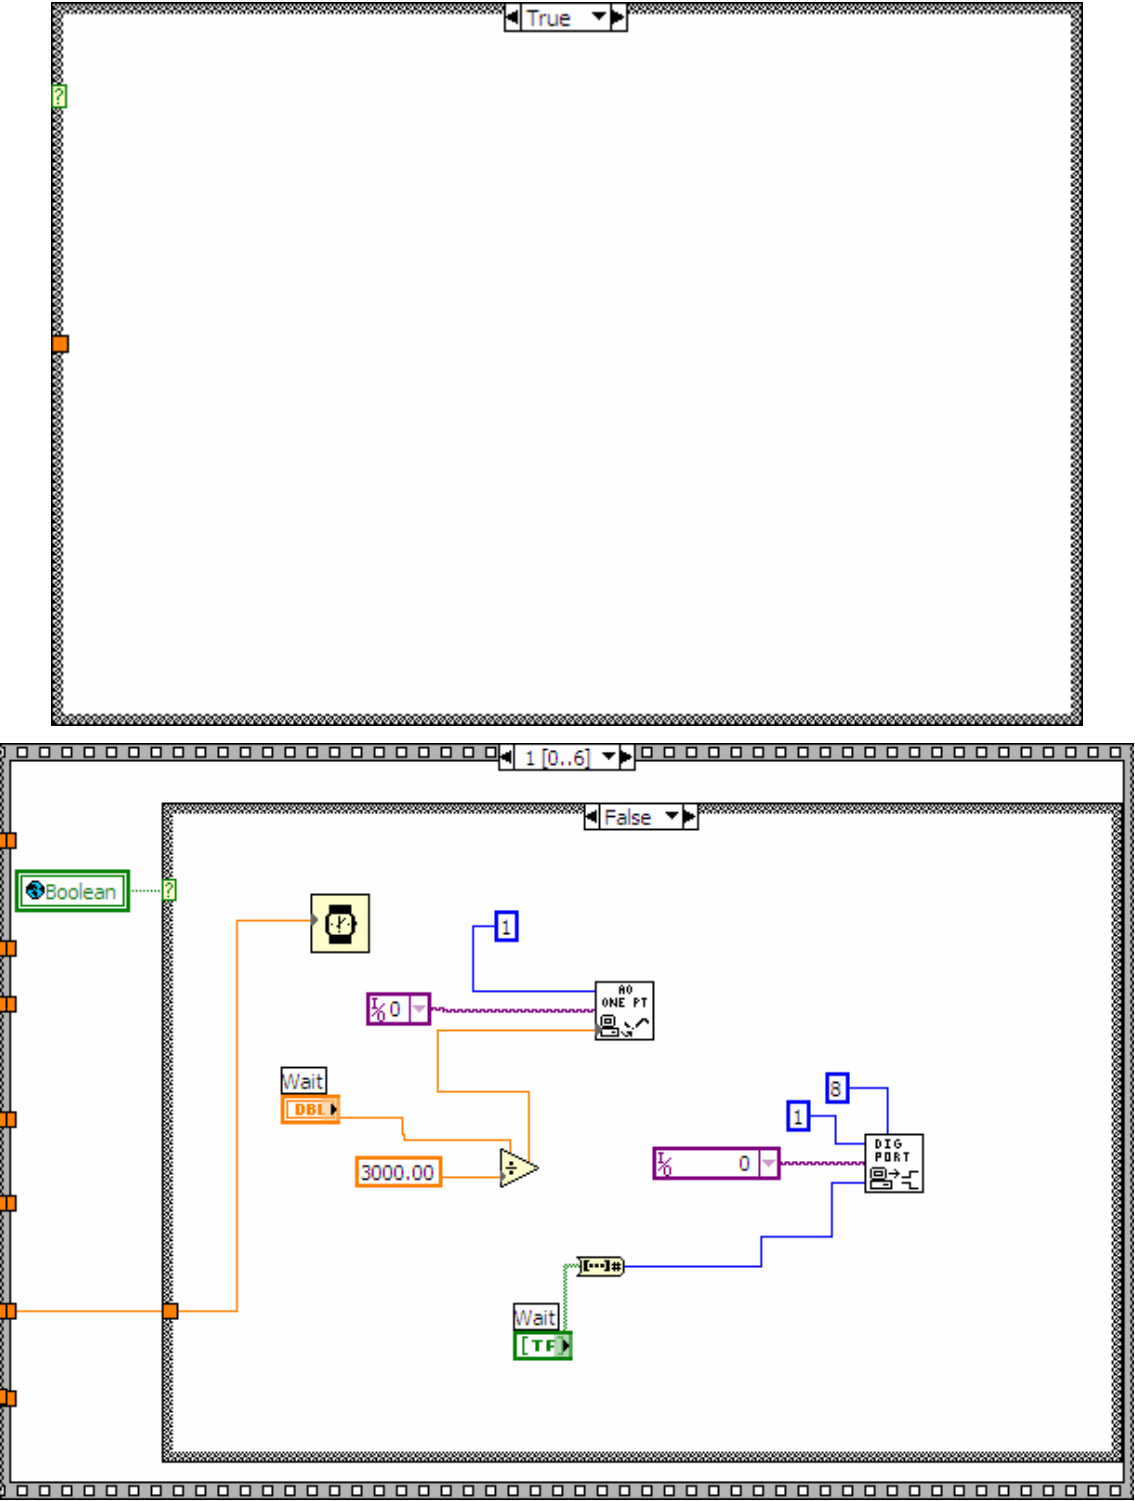 True
?
1 [0..6]
False
Boolean
?
1
AO
ONE PT
I/O 0
Wait
DBL
8
1
DIG
PORT
3000.00
÷
I/O 0
[...]#
Wait
[TF]